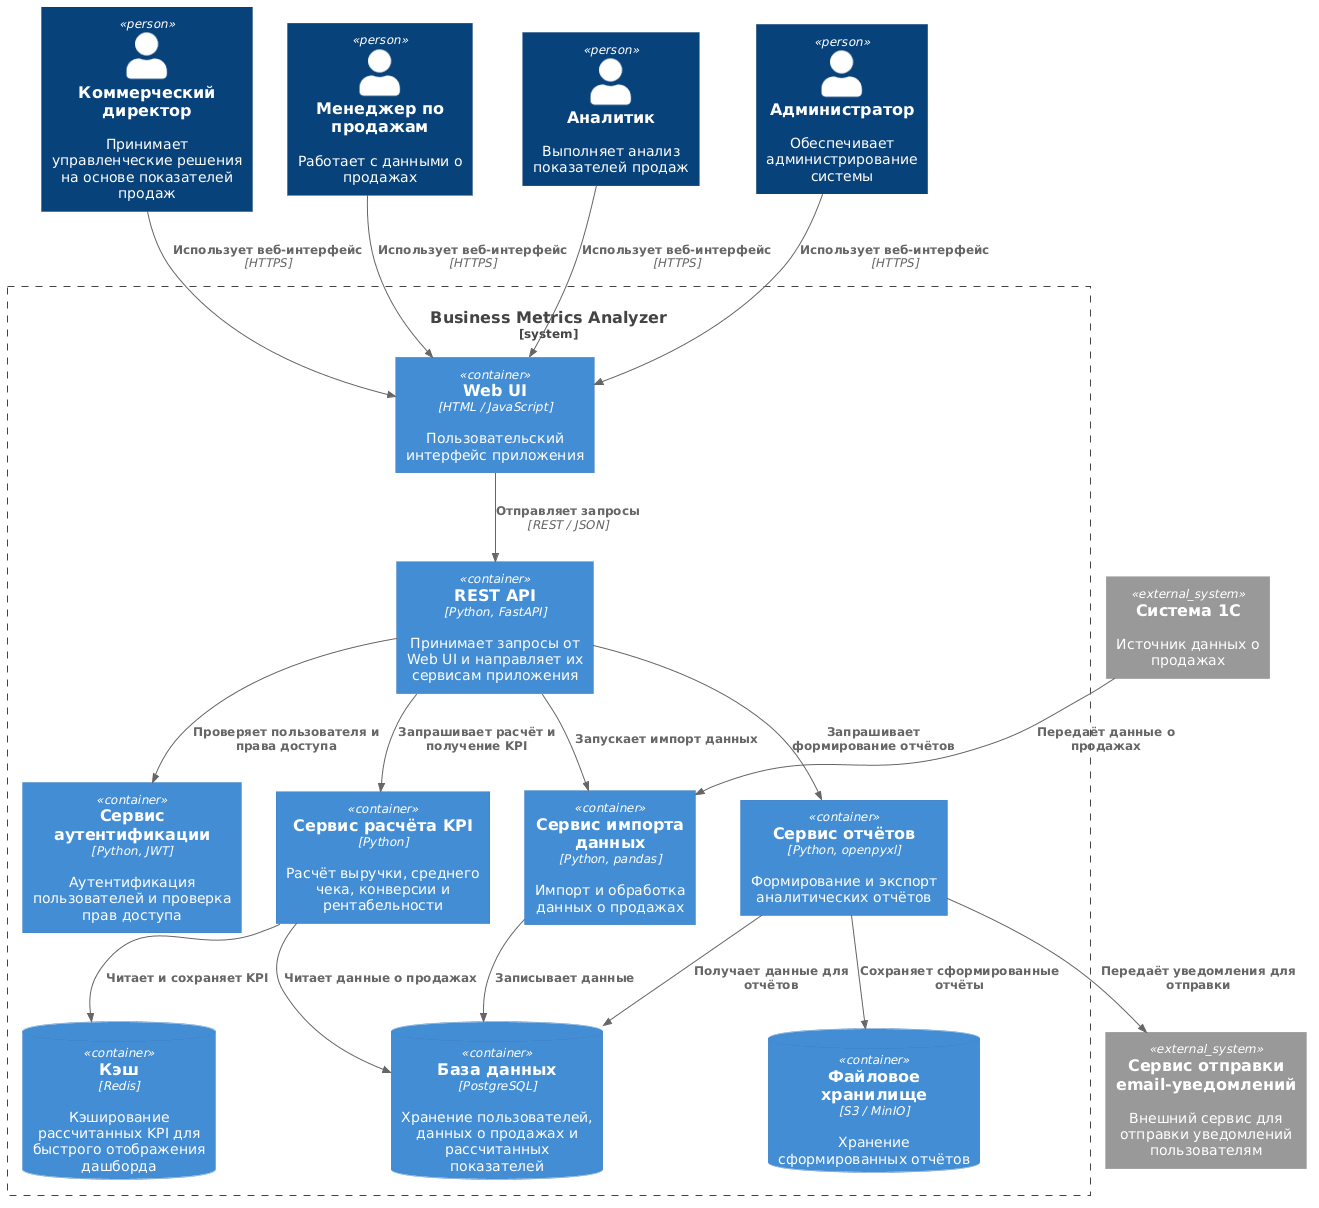 «person»
Коммерческий
директор
Принимает
управленческие решения
на основе показателей
продаж
«person»
Менеджер по
продажам
Работает с данными о
продажах
«person»
Аналитик
Выполняет анализ
показателей продаж
«person»
Администратор
Обеспечивает
администрирование
системы
Использует веб-интерфейс
[HTTPS]
Использует веб-интерфейс
[HTTPS]
Использует веб-интерфейс
[HTTPS]
Использует веб-интерфейс
[HTTPS]
Business Metrics Analyzer
[system]
«container»
Web UI
[HTML / JavaScript]
Пользовательский
интерфейс приложения
Отправляет запросы
[REST / JSON]
«container»
REST API
[Python, FastAPI]
Принимает запросы от
Web UI и направляет их
сервисам приложения
«external_system»
Система 1С
Источник данных о
продажах
Проверяет пользователя и
права доступа
Запрашивает расчёт и
получение KPI
Запускает импорт данных
Запрашивает
формирование отчётов
Передаёт данные о
продажах
«container»
Сервис
аутентификации
[Python, JWT]
Аутентификация
пользователей и проверка
прав доступа
«container»
Сервис расчёта KPI
[Python]
Расчёт выручки, среднего
чека, конверсии и
рентабельности
«container»
Сервис импорта
данных
[Python, pandas]
Импорт и обработка
данных о продажах
«container»
Сервис отчётов
[Python, openpyxl]
Формирование и экспорт
аналитических отчётов
Читает и сохраняет KPI
Читает данные о продажах
Записывает данные
Получает данные для
отчётов
Сохраняет сформированные
отчёты
Передаёт уведомления для
отправки
«container»
Кэш
[Redis]
Кэширование
рассчитанных KPI для
быстрого отображения
дашборда
«container»
База данных
[PostgreSQL]
Хранение пользователей,
данных о продажах и
рассчитанных
показателей
«container»
Файловое
хранилище
[S3 / MinIO]
Хранение
сформированных отчётов
«external_system»
Сервис отправки
email-уведомлений
Внешний сервис для
отправки уведомлений
пользователям